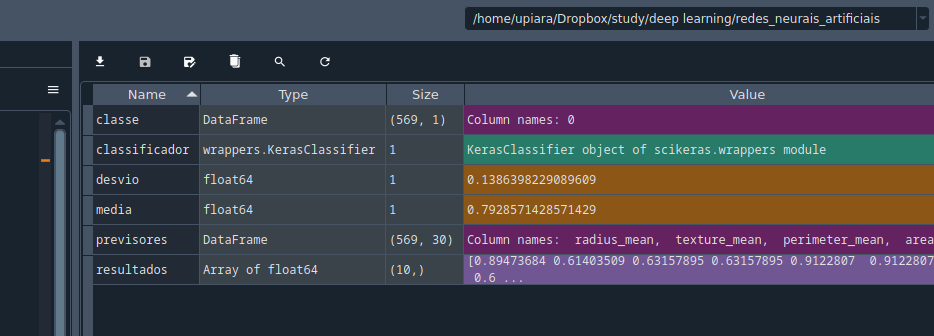 /home/upiara/Dropbox/study/deep learning/redes_neurais_artificiais
Name Type Size Value
classe DataFrame (569, 1) Column names: 0
classificador wrappers.KerasClassifier 1 KerasClassifier object of scikeras.wrappers module
desvio float64 1 0.1386398229089609
media float64 1 0.7928571428571429
previsores DataFrame (569, 30) Column names: radius_mean, texture_mean, perimeter_mean, area
resultados Array of float64 (10,) [0.89473684 0.61403509 0.63157895 0.63157895 0.9122807 0.9122807
0.6 ...